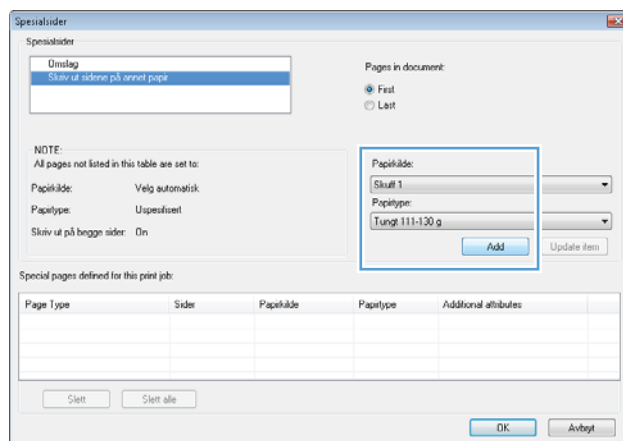 Spesialsider
Spesialsider
Omslag
Skriv ut sidene på annet papir
Pages in document:
First
Last
NOTE:
All pages not listed in this table are set to:
Papirkilde: Velg automatisk
Papirtype: Uspesifisert
Skriv ut på begge sider: On
Papirkilde:
Skuff 1
Papirtype:
Tungt 111-130 g
Add Update item
Special pages defined for this print job:
Page Type Sider Papirkilde Papirtype Additional attributes
Slett Slett alle
OK Avbryt